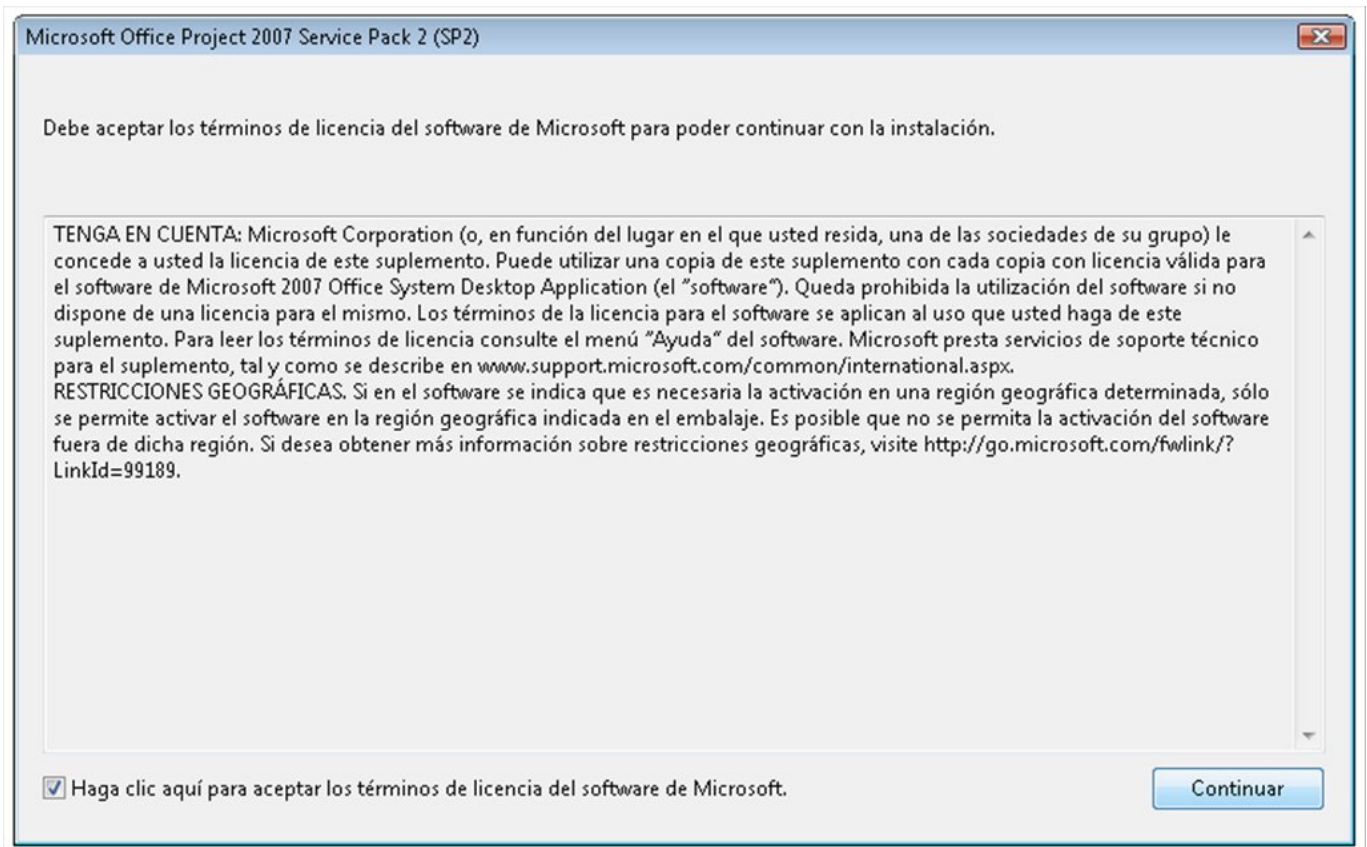 Microsoft Office Project 2007 Service Pack 2 (SP2)
Debe aceptar los términos de licencia del software de Microsoft para poder continuar con la instalación.
TENGA EN CUENTA: Microsoft Corporation (o, en función del lugar en el que usted resida, una de las sociedades de su grupo) le
concede a usted la licencia de este suplemento. Puede utilizar una copia de este suplemento con cada copia con licencia válida para
el software de Microsoft 2007 Office System Desktop Application (el "software"). Queda prohibida la utilización del software si no
dispone de una licencia para el mismo. Los términos de la licencia para el software se aplican al uso que usted haga de este
suplemento. Para leer los términos de licencia consulte el menú "Ayuda" del software. Microsoft presta servicios de soporte técnico
para el suplemento, tal y como se describe en www.support.microsoft.com/common/international.aspx.
RESTRICCIONES GEOGRÁFICAS. Si en el software se indica que es necesaria la activación en una región geográfica determinada, sólo
se permite activar el software en la región geográfica indicada en el embalaje. Es posible que no se permita la activación del software
fuera de dicha región. Si desea obtener más información sobre restricciones geográficas, visite http://go.microsoft.com/fwlink/?
LinkId=99189.
Haga clic aquí para aceptar los términos de licencia del software de Microsoft.
Continuar